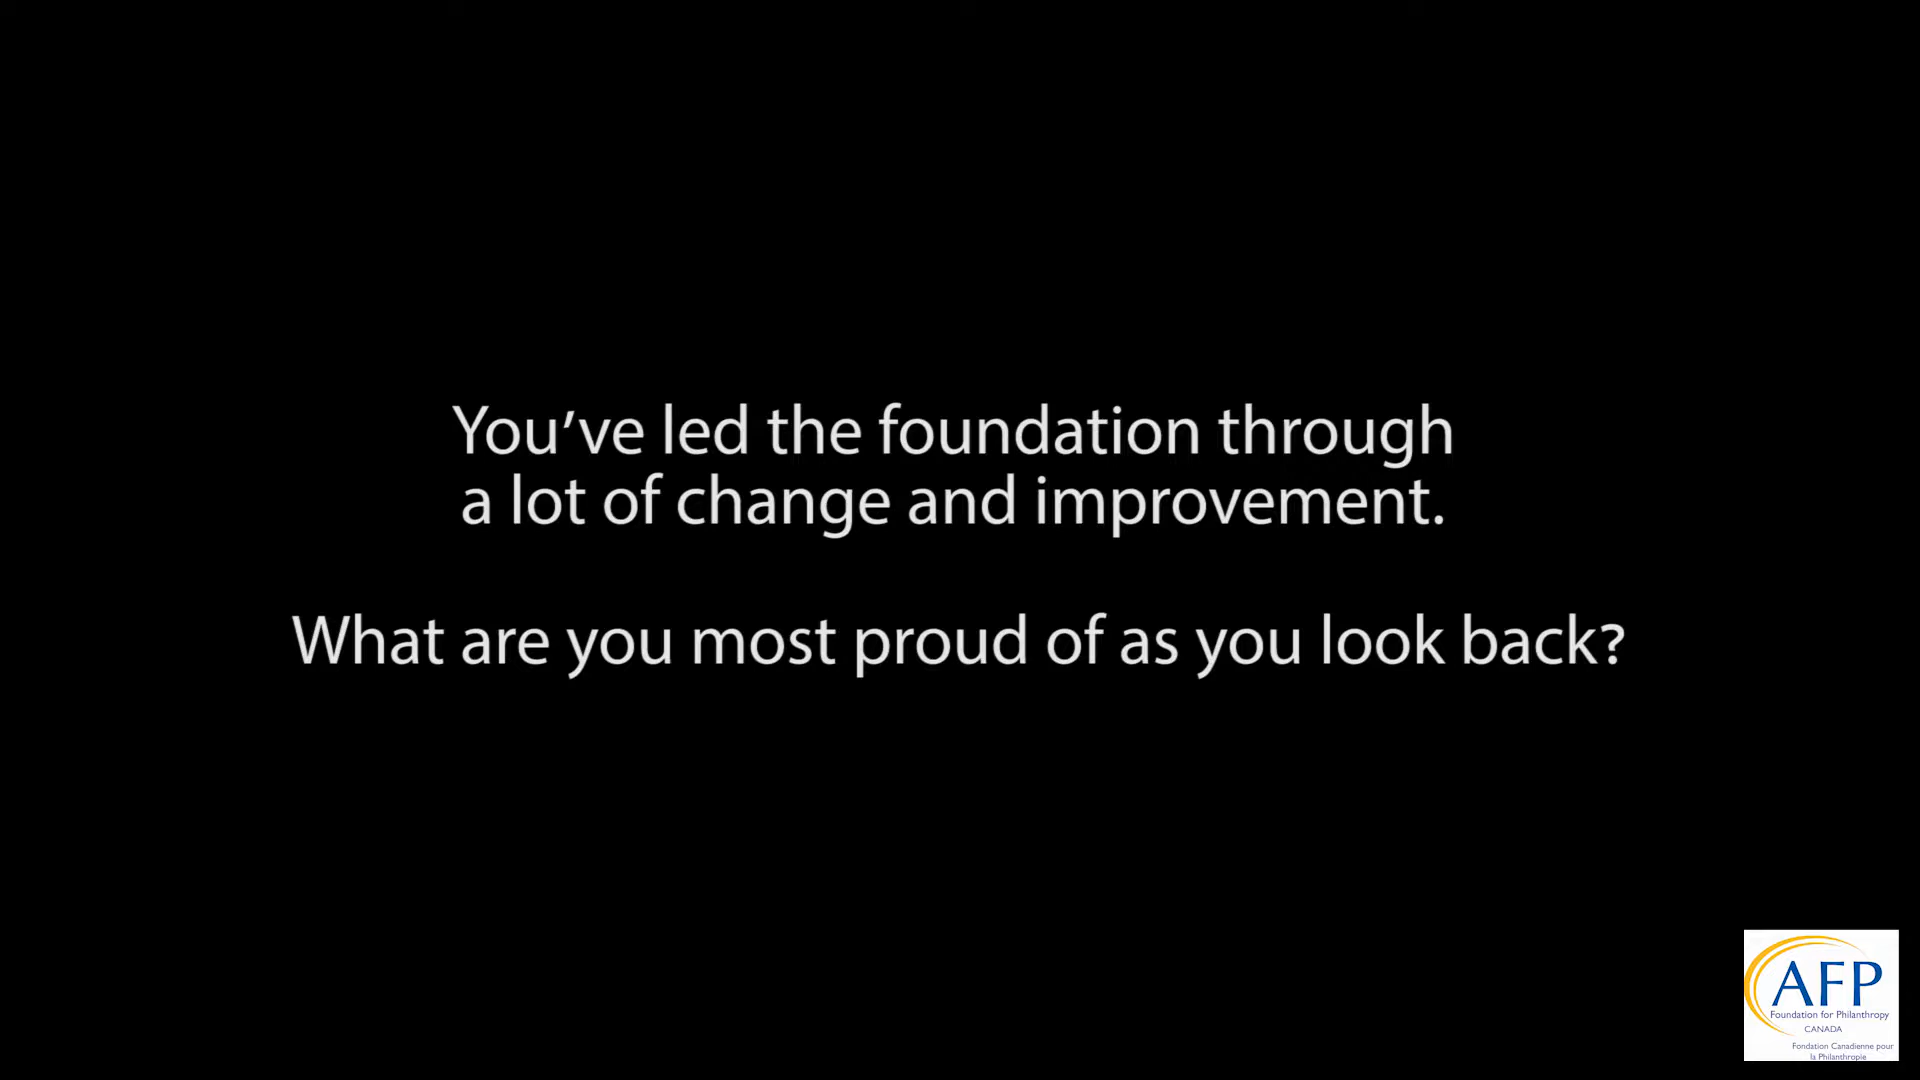 You've led the foundation through
a lot of change and improvement.
What are you most proud of as you look back?
AFP
Foundation for Philanthropy
CANADA
Fondation Canadienne pour
la Philanthropie